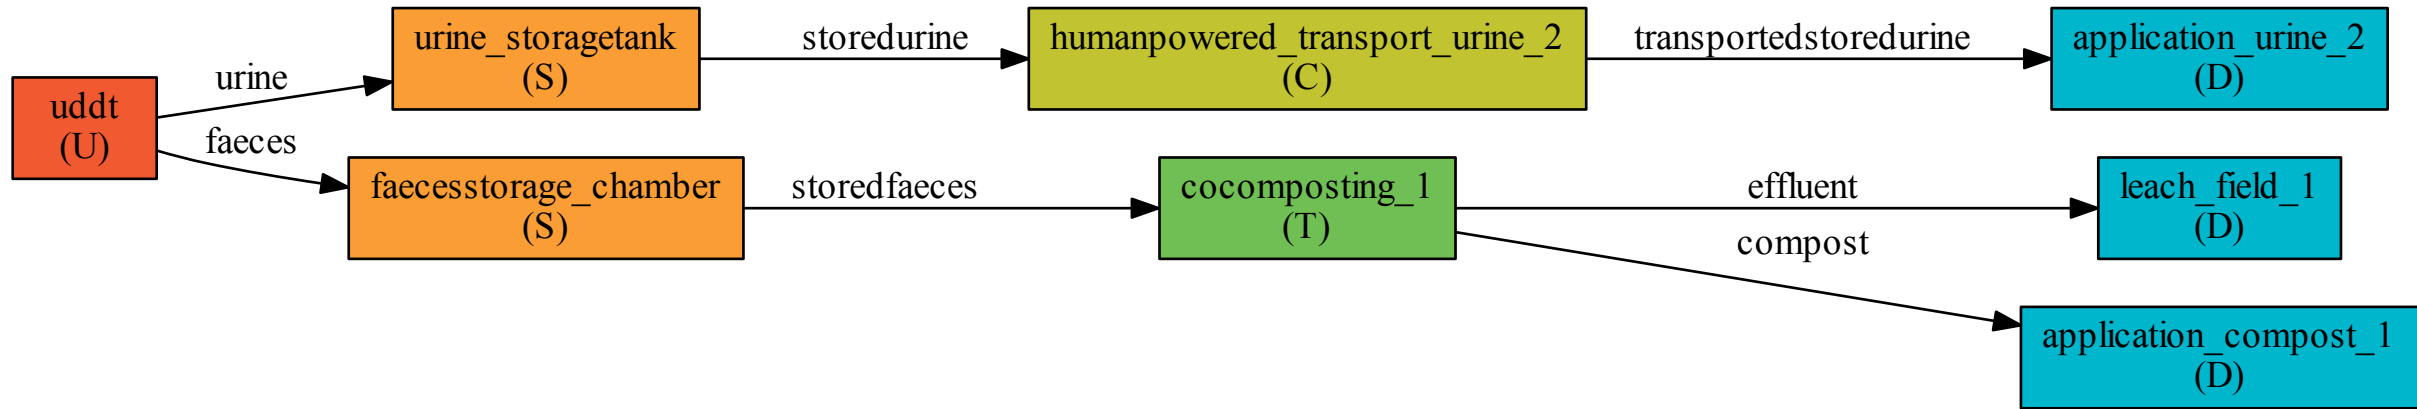 uddt
(U)
urine
faeces
urine_storagetank
(S)
storedurine
humanpowered_transport_urine_2
(C)
transportedstoredurine
application_urine_2
(D)
faecesstorage_chamber
(S)
storedfaeces
cocomposting_1
(T)
effluent
leach_field_1
(D)
compost
application_compost_1
(D)